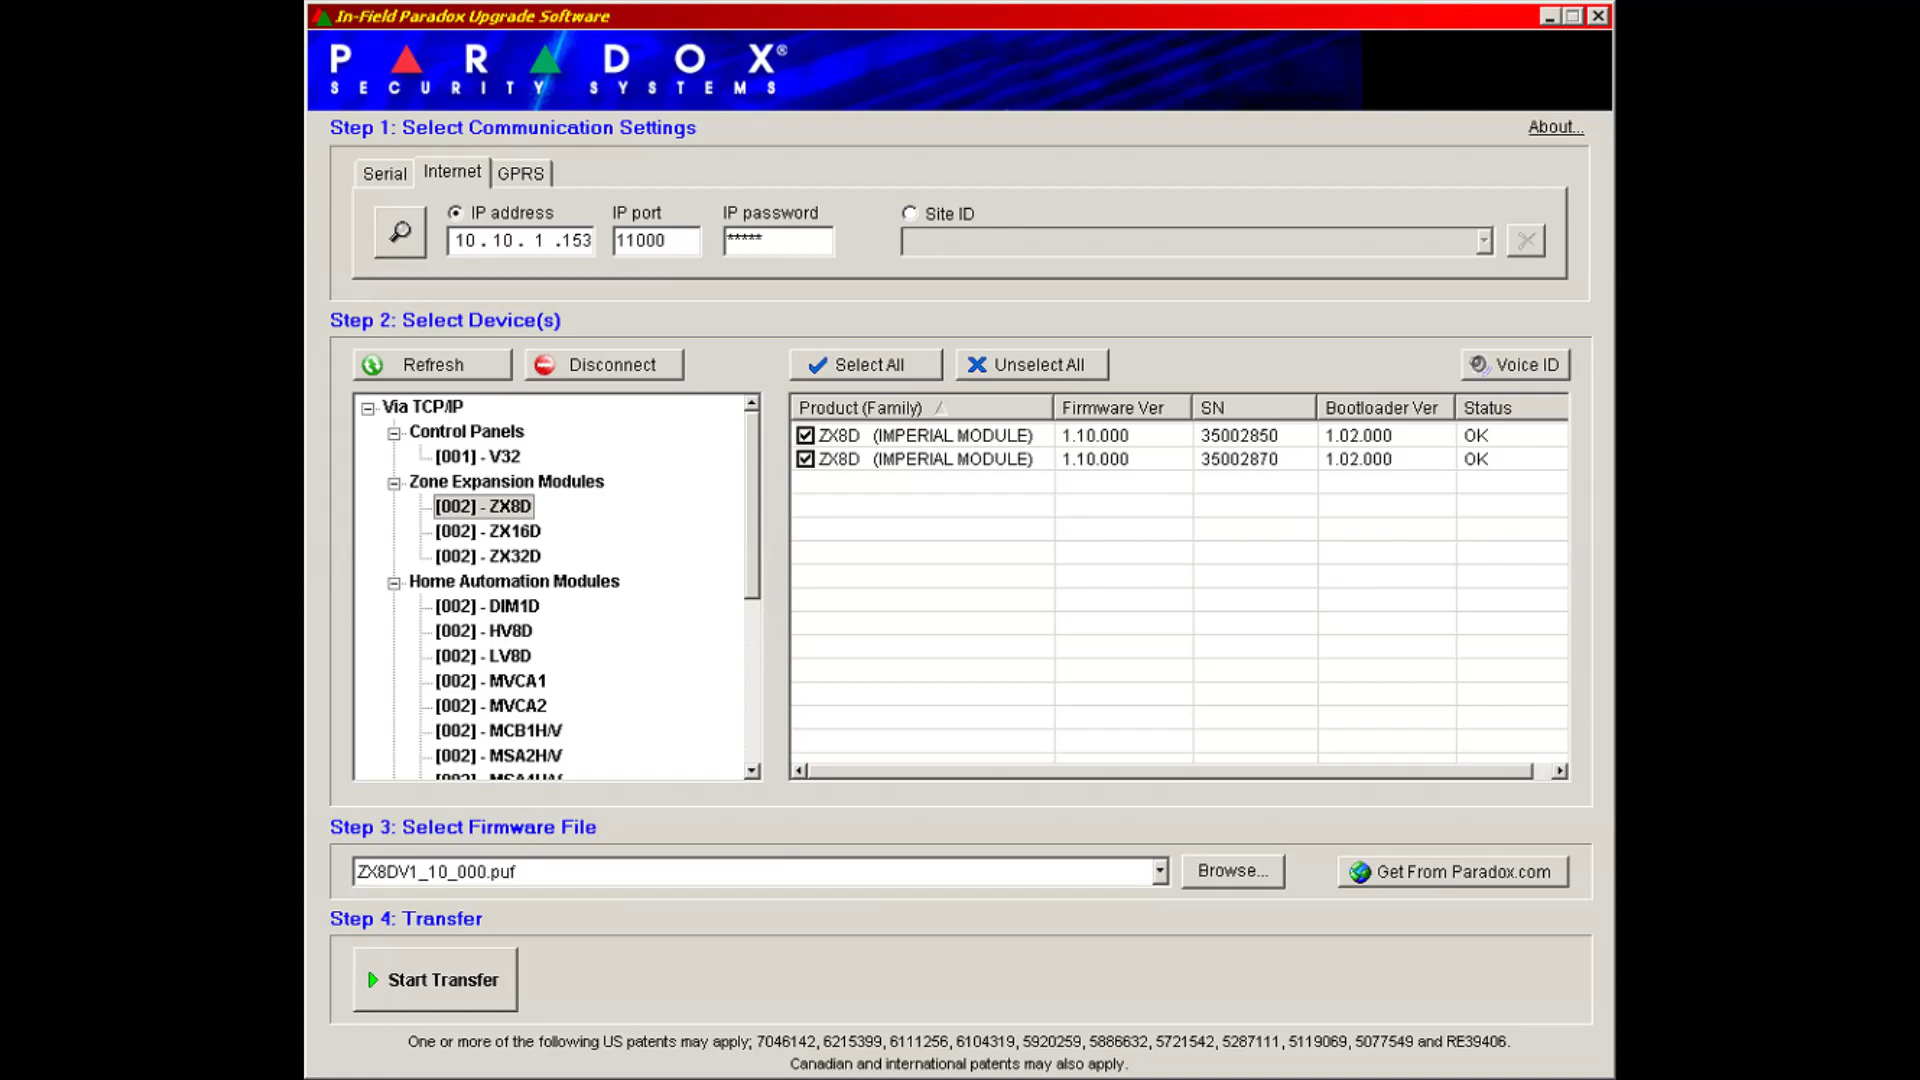 In-Field Paradox Upgrade Software
PARADOX®
SECURITY SYSTEMS
Step 1: Select Communication Settings
About...
Serial Internet GPRS
IP address IP port IP password Site ID
10 . 10 . 1 .153 11000 *****
Step 2: Select Device(s)
Refresh Disconnect Select All Unselect All Voice ID
Via TCP/IP
Control Panels
[001] - V32
Zone Expansion Modules
[002] - ZX8D
[002] - ZX16D
[002] - ZX32D
Home Automation Modules
[002] - DIM1D
[002] - HV8D
[002] - LV8D
[002] - MVCA1
[002] - MVCA2
[002] - MCB1H/V
[002] - MSA2H/V
Product (Family) Firmware Ver SN Bootloader Ver Status
ZX8D (IMPERIAL MODULE) 1.10.000 35002850 1.02.000 OK
ZX8D (IMPERIAL MODULE) 1.10.000 35002870 1.02.000 OK
Step 3: Select Firmware File
ZX8DV1_10_000.puf Browse... Get From Paradox.com
Step 4: Transfer
Start Transfer
One or more of the following US patents may apply; 7046142, 6215399, 6111256, 6104319, 5920259, 5886632, 5721542, 5287111, 5119069, 5077549 and RE39406.
Canadian and international patents may also apply.